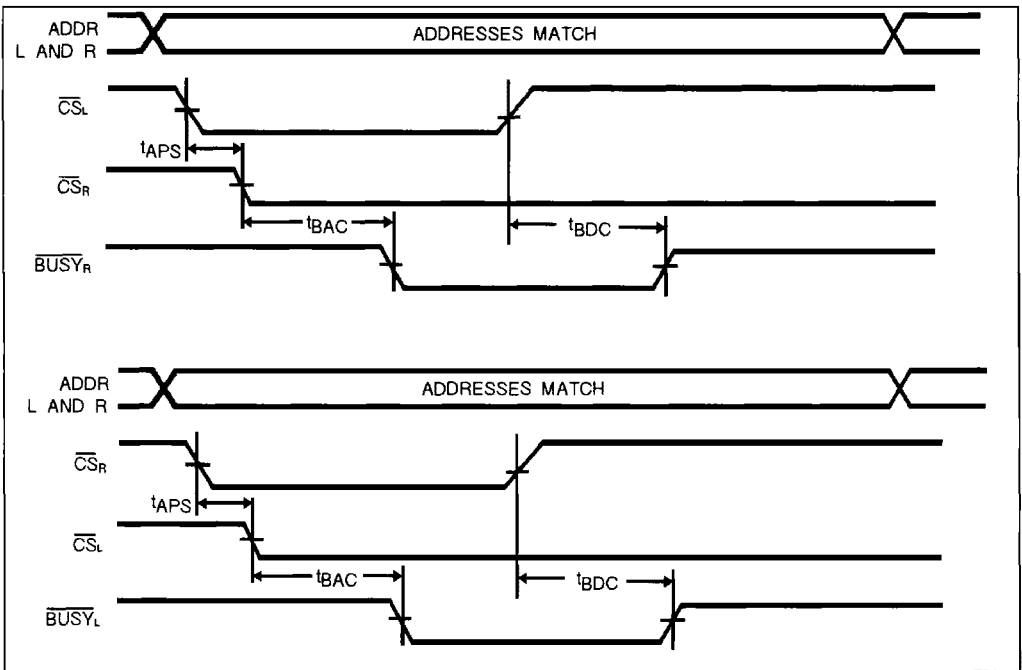 ADDR
L AND R
ADDRESSES MATCH
CSL
tAPS
CSR
tBAC
tBDC
BUSYR
ADDR
L AND R
ADDRESSES MATCH
CSR
tAPS
CSL
tBAC
tBDC
BUSYL